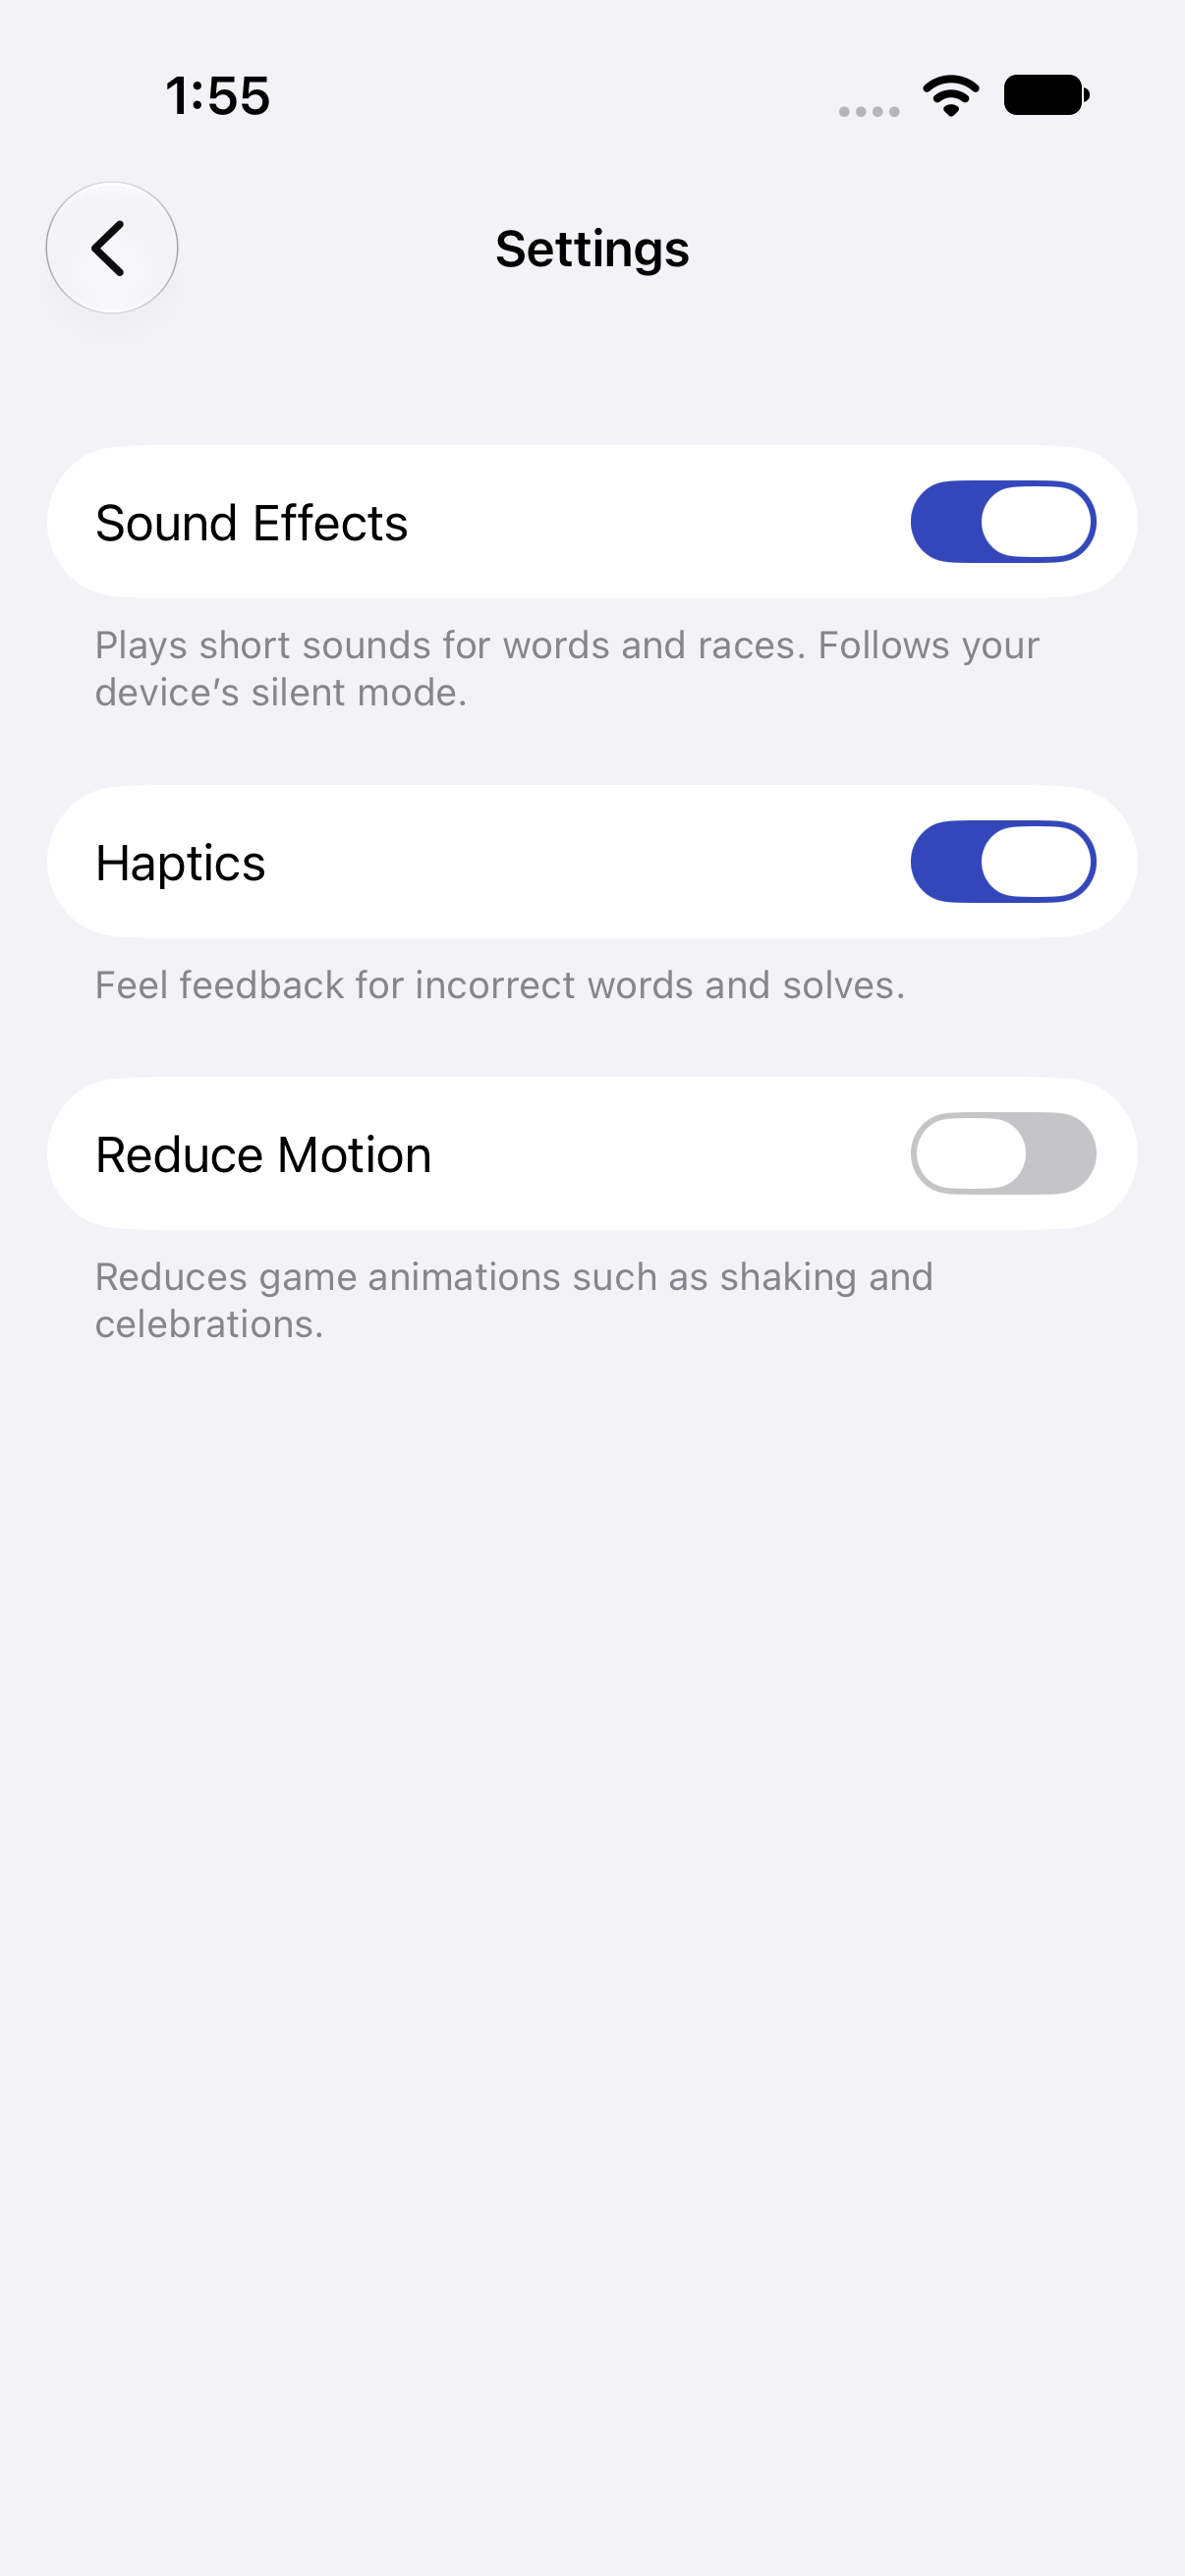 1:55
Settings
Sound Effects
Plays short sounds for words and races. Follows your
device’s silent mode.
Haptics
Feel feedback for incorrect words and solves.
Reduce Motion
Reduces game animations such as shaking and
celebrations.